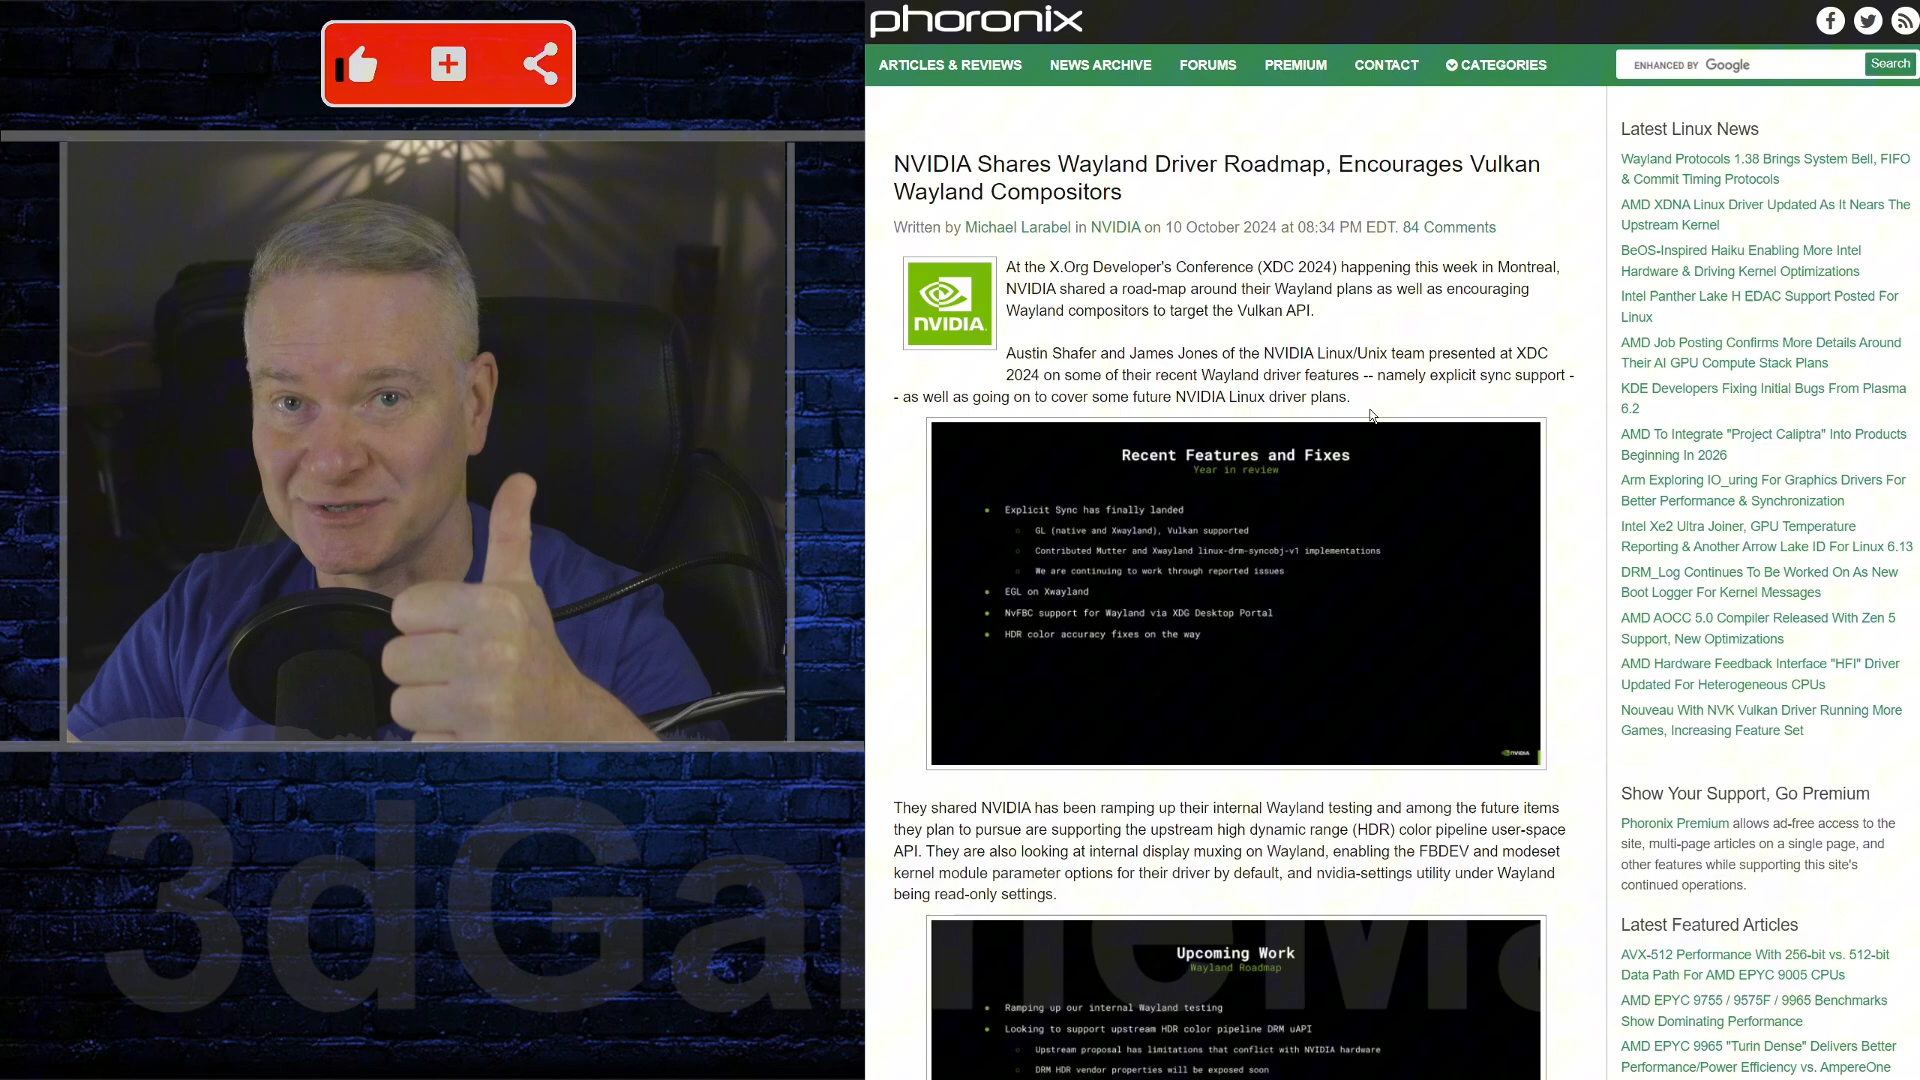 phoronix
ARTICLES & REVIEWS
NEWS ARCHIVE
FORUMS
PREMIUM
CONTACT
CATEGORIES
ENHANCED BY Google
Search
NVIDIA Shares Wayland Driver Roadmap, Encourages Vulkan
Wayland Compositors
Written by Michael Larabel in NVIDIA on 10 October 2024 at 08:34 PM EDT. 84 Comments
NVIDIA.
At the X.Org Developer's Conference (XDC 2024) happening this week in Montreal,
NVIDIA shared a road-map around their Wayland plans as well as encouraging
Wayland compositors to target the Vulkan API.
Austin Shafer and James Jones of the NVIDIA Linux/Unix team presented at XDC
2024 on some of their recent Wayland driver features -- namely explicit sync support -
- as well as going on to cover some future NVIDIA Linux driver plans.
Recent Features and Fixes
Year in review
Explicit Sync has finally landed
GL (native and Xwayland), Vulkan supported
Contributed Mutter and Xwayland linux-drm-syncobj-v1 implementations
We are continuing to work through reported issues
EGL on Xwayland
NvFBC support for Wayland via XDG Desktop Portal
HDR color accuracy fixes on the way
NVIDIA
They shared NVIDIA has been ramping up their internal Wayland testing and among the future items
they plan to pursue are supporting the upstream high dynamic range (HDR) color pipeline user-space
API. They are also looking at internal display muxing on Wayland, enabling the FBDEV and modeset
kernel module parameter options for their driver by default, and nvidia-settings utility under Wayland
being read-only settings.
Upcoming Work
Wayland Roadmap
Ramping up our internal Wayland testing
Looking to support upstream HDR color pipeline DRM uAPI
Upstream proposal has limitations that conflict with NVIDIA hardware
DRM HDR vendor properties will be exposed soon
Latest Linux News
Wayland Protocols 1.38 Brings System Bell, FIFO
& Commit Timing Protocols
AMD XDNA Linux Driver Updated As It Nears The
Upstream Kernel
BeOS-Inspired Haiku Enabling More Intel
Hardware & Driving Kernel Optimizations
Intel Panther Lake H EDAC Support Posted For
Linux
AMD Job Posting Confirms More Details Around
Their AI GPU Compute Stack Plans
KDE Developers Fixing Initial Bugs From Plasma
6.2
AMD To Integrate "Project Caliptra" Into Products
Beginning In 2026
Arm Exploring IO_uring For Graphics Drivers For
Better Performance & Synchronization
Intel Xe2 Ultra Joiner, GPU Temperature
Reporting & Another Arrow Lake ID For Linux 6.13
DRM_Log Continues To Be Worked On As New
Boot Logger For Kernel Messages
AMD AOCC 5.0 Compiler Released With Zen 5
Support, New Optimizations
AMD Hardware Feedback Interface "HFI" Driver
Updated For Heterogeneous CPUs
Nouveau With NVK Vulkan Driver Running More
Games, Increasing Feature Set
Show Your Support, Go Premium
Phoronix Premium allows ad-free access to the
site, multi-page articles on a single page, and
other features while supporting this site's
continued operations.
Latest Featured Articles
AVX-512 Performance With 256-bit vs. 512-bit
Data Path For AMD EPYC 9005 CPUs
AMD EPYC 9755 / 9575F / 9965 Benchmarks
Show Dominating Performance
AMD EPYC 9965 "Turin Dense" Delivers Better
Performance/Power Efficiency vs. AmpereOne
3dGameMa